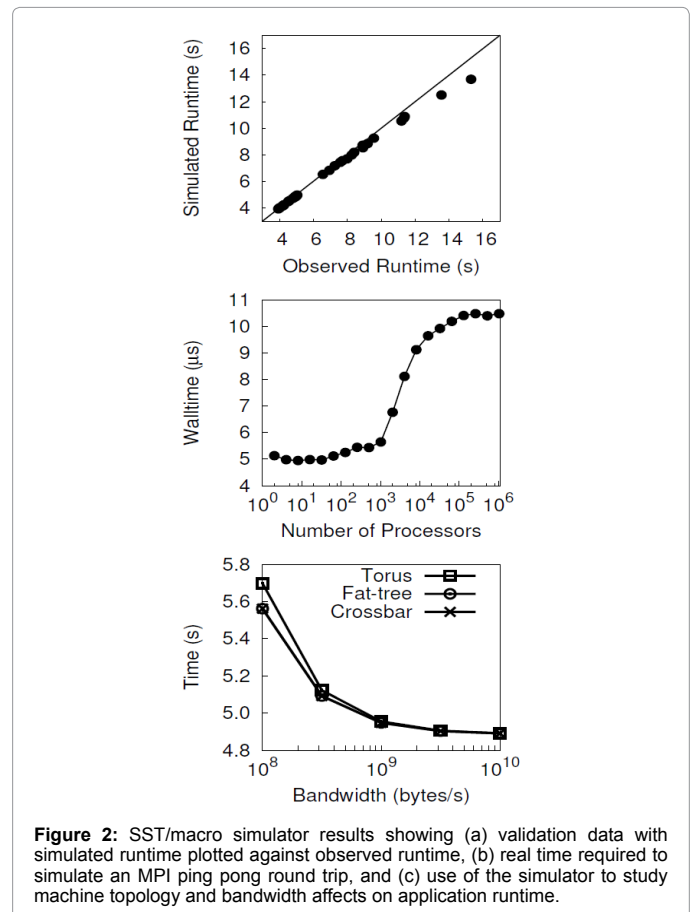 16
14
12
10
8
6
4
Simulated Runtime (s)
4 6 8 10 12 14 16
Observed Runtime (s)
11
10
9
8
7
6
5
4
Walltime (μs)
10⁰ 10¹ 10² 10³ 10⁴ 10⁵ 10⁶
Number of Processors
5.8
5.6
5.4
5.2
5.0
4.8
Time (s)
Torus
Fat-tree
Crossbar
10⁸ 10⁹ 10¹⁰
Bandwidth (bytes/s)
Figure 2: SST/macro simulator results showing (a) validation data with
simulated runtime plotted against observed runtime, (b) real time required to
simulate an MPI ping pong round trip, and (c) use of the simulator to study
machine topology and bandwidth affects on application runtime.